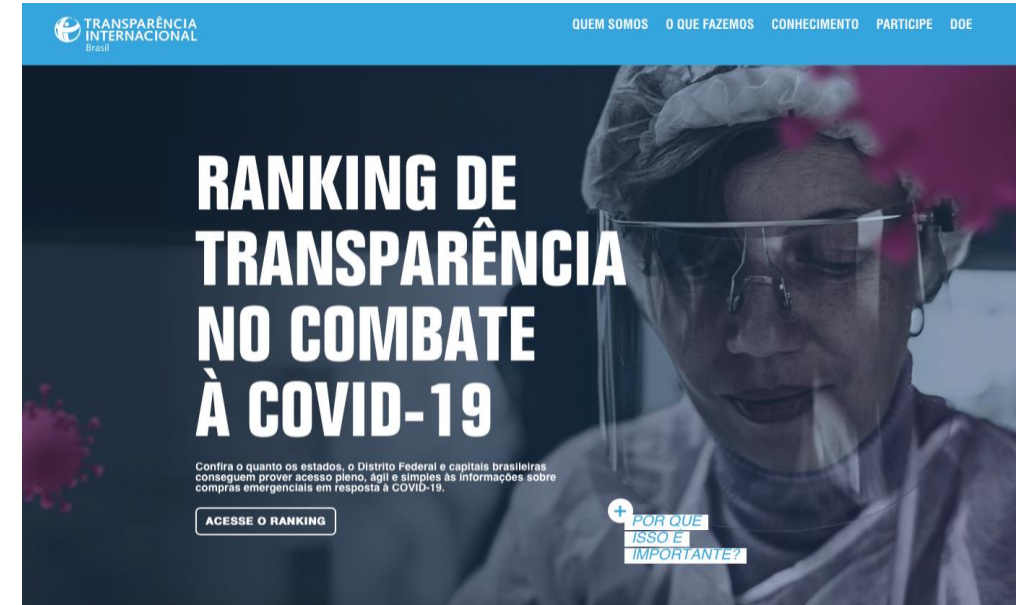 TRANSPARÊNCIA
INTERNACIONAL
Brasil
QUEM SOMOS O QUE FAZEMOS CONHECIMENTO PARTICIPE DOE
RANKING DE
TRANSPARÊNCIA
NO COMBATE
À COVID-19
Confira o quanto os estados, o Distrito Federal e capitais brasileiras
conseguem prover acesso pleno, ágil e simples às informações sobre
compras emergenciais em resposta à COVID-19.
ACESSE O RANKING
+
POR QUE
ISSO É
IMPORTANTE?